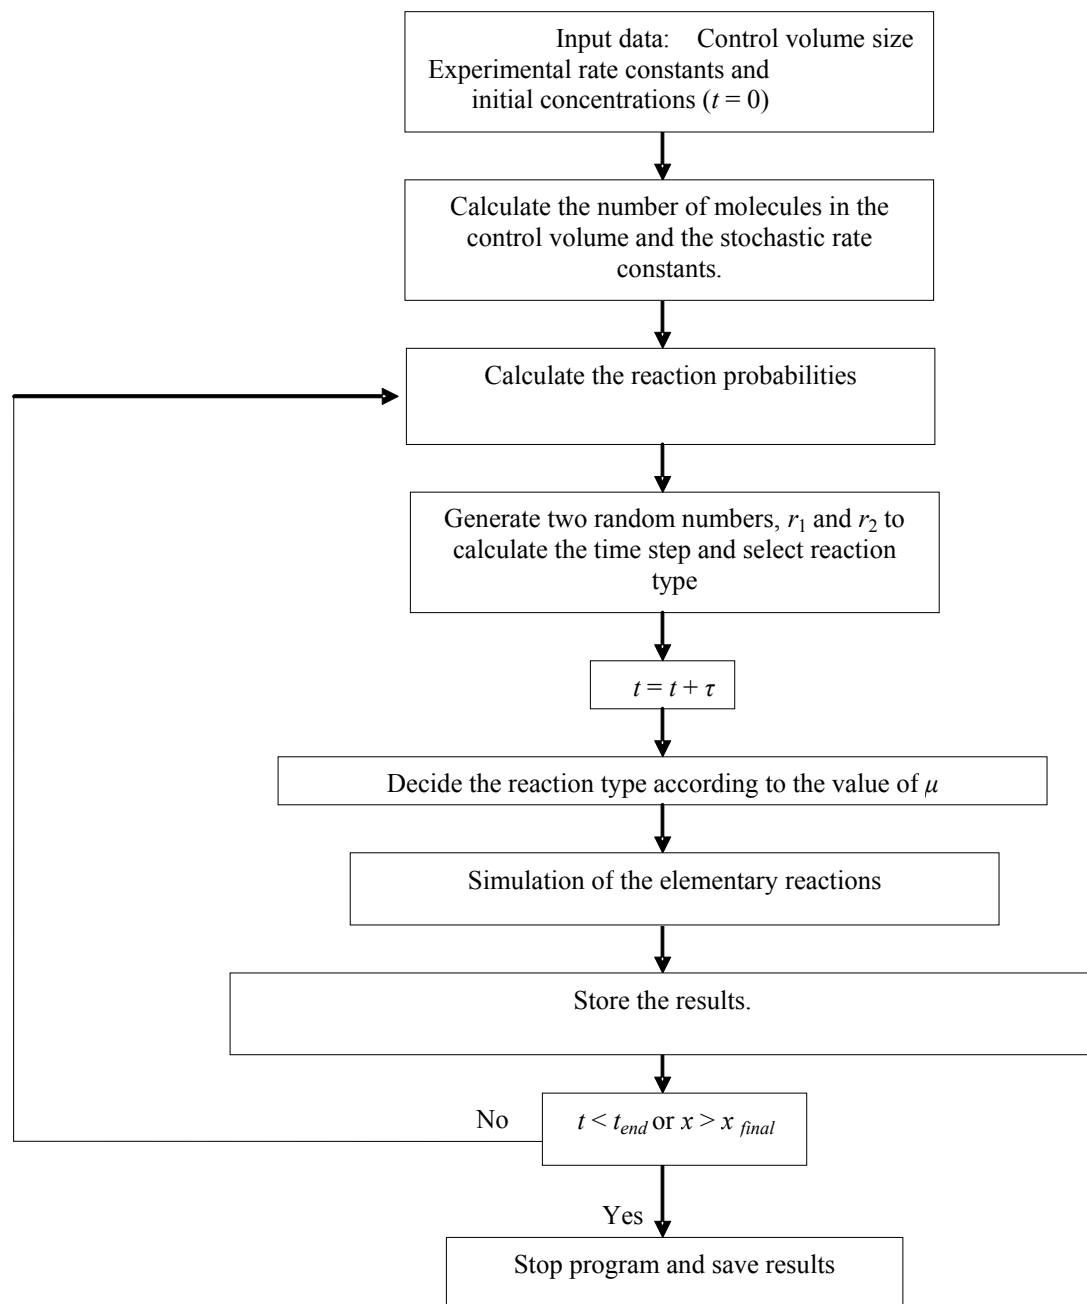 Input data: Control volume size
Experimental rate constants and
initial concentrations (t = 0)
Calculate the number of molecules in the
control volume and the stochastic rate
constants.
Calculate the reaction probabilities
Generate two random numbers, r₁ and r₂ to
calculate the time step and select reaction
type
t = t + τ
Decide the reaction type according to the value of μ
Simulation of the elementary reactions
Store the results.
No
t < t_end or x > x_final
Yes
Stop program and save results